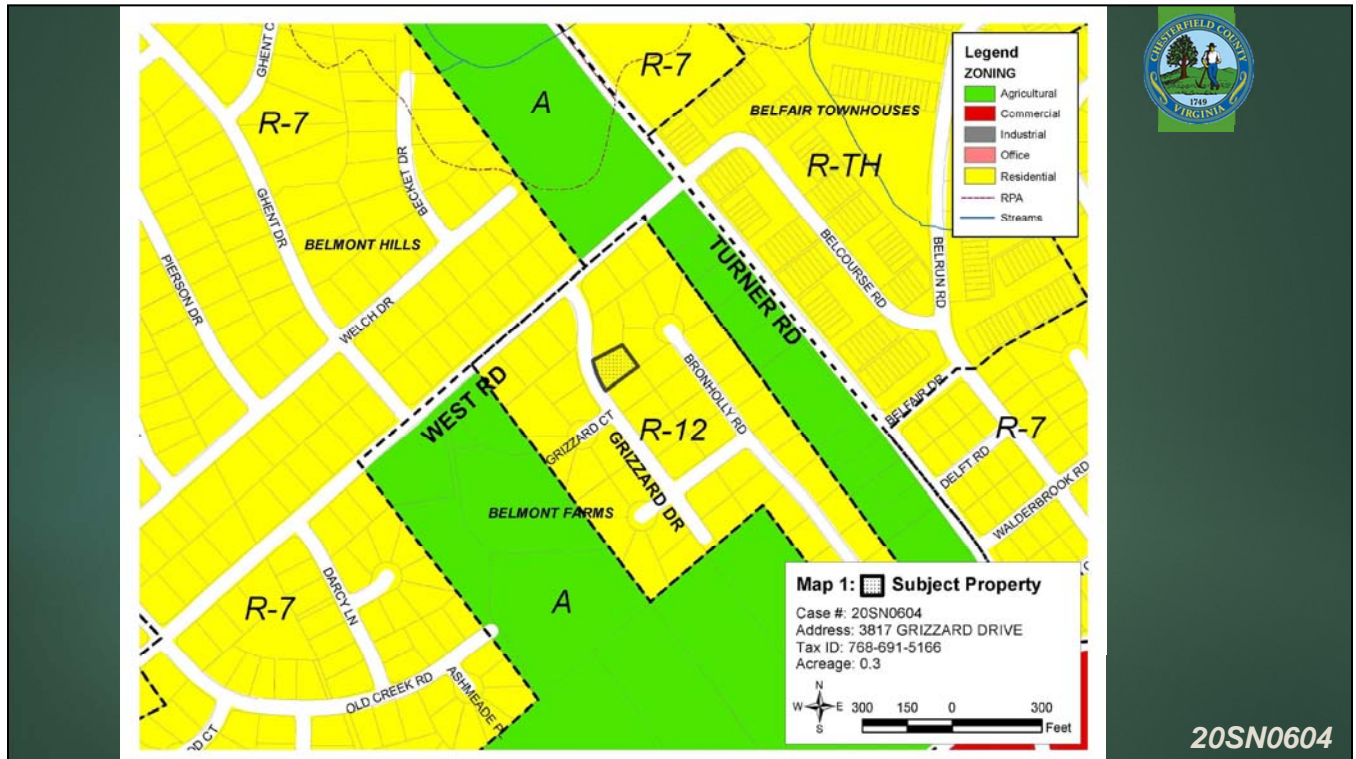 GHENT C
R-7
A
R-7
BELFAIR TOWNHOUSES
R-TH
BECKET DR
GHENT DR
BELMONT HILLS
PIERSON DR
WELCH DR
TURNER RD
BELCOURSE RD
BELRUN RD
WEST RD
BRONHOLLY RD
GRIZZARD CT
R-12
GRIZZARD DR
BELFAIR DR
R-7
DELFT RD
WALDERBROOK RD
BELMONT FARMS
A
R-7
DARCY LN
OLD CREEK RD
ASHMEADE R
OD CT
Legend
ZONING
Agricultural
Commercial
Industrial
Office
Residential
RPA
Streams
CHESTERFIELD COUNTY
1749
VIRGINIA
Map 1: Subject Property
Case #: 20SN0604
Address: 3817 GRIZZARD DRIVE
Tax ID: 768-691-5166
Acreage: 0.3
N
W E
S
300 150 0 300
Feet
20SN0604